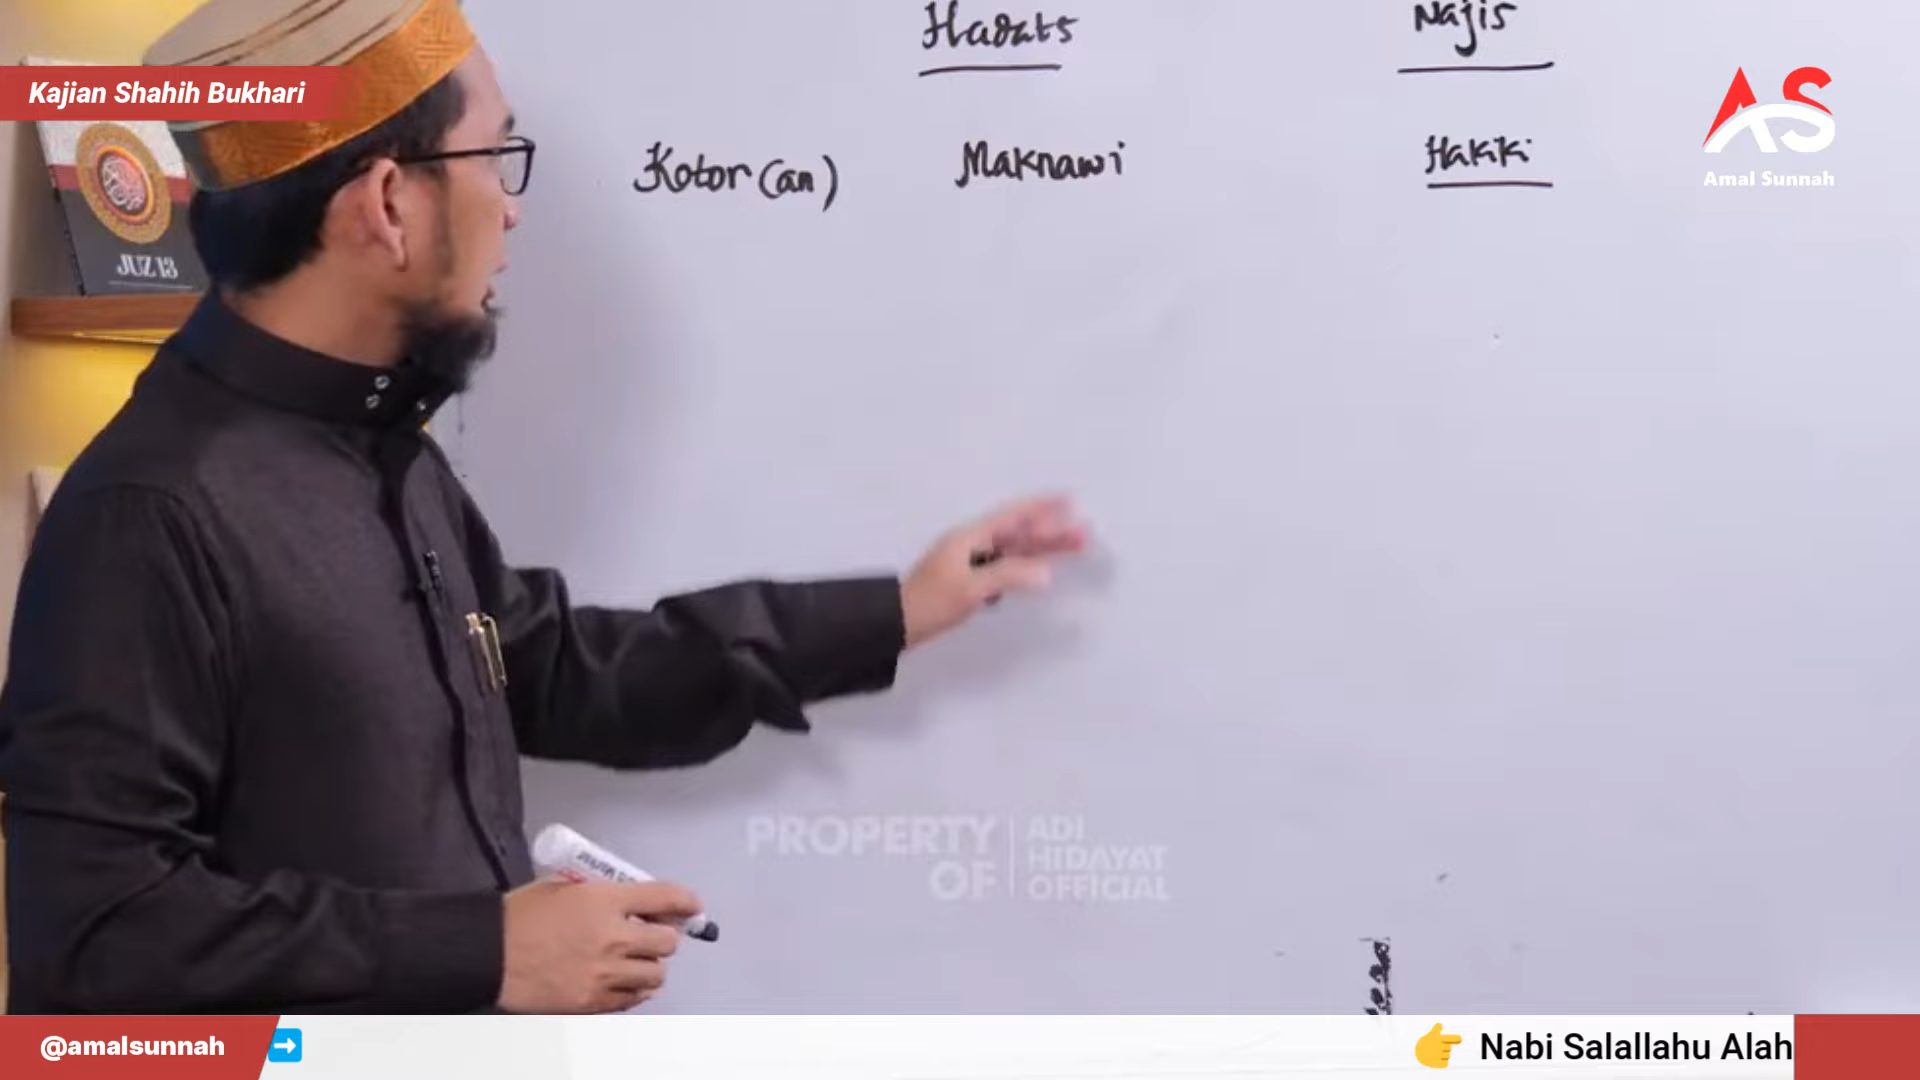 Hadats
Najis
Kajian Shahih Bukhari
Kotor (an)
Maknawi
Hakiki
AS
Amal Sunnah
JUZ 13
PROPERTY OF
ADI HIDAYAT OFFICIAL
@amalsunnah
Nabi Salallahu Alah